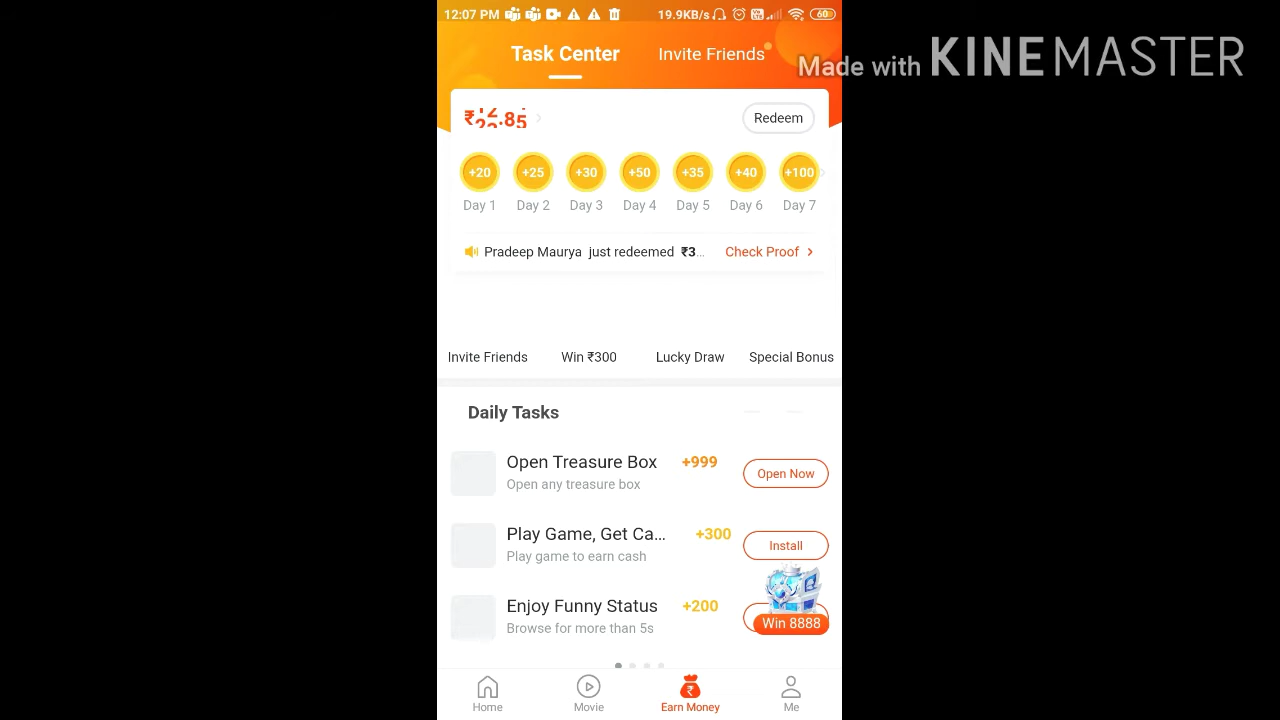 12:07 PM
19.9KB/s
60
Task Center
Invite Friends
Made with KINEMASTER
Redeem
+20
+25
+30
+50
+35
+40
+100
Day 1
Day 2
Day 3
Day 4
Day 5
Day 6
Day 7
Pradeep Maurya just redeemed ₹3...
Check Proof >
Invite Friends
Win ₹300
Lucky Draw
Special Bonus
Daily Tasks
Open Treasure Box +999
Open any treasure box
Open Now
Play Game, Get Ca... +300
Play game to earn cash
Install
Enjoy Funny Status +200
Browse for more than 5s
Win 8888
Home
Movie
Earn Money
Me